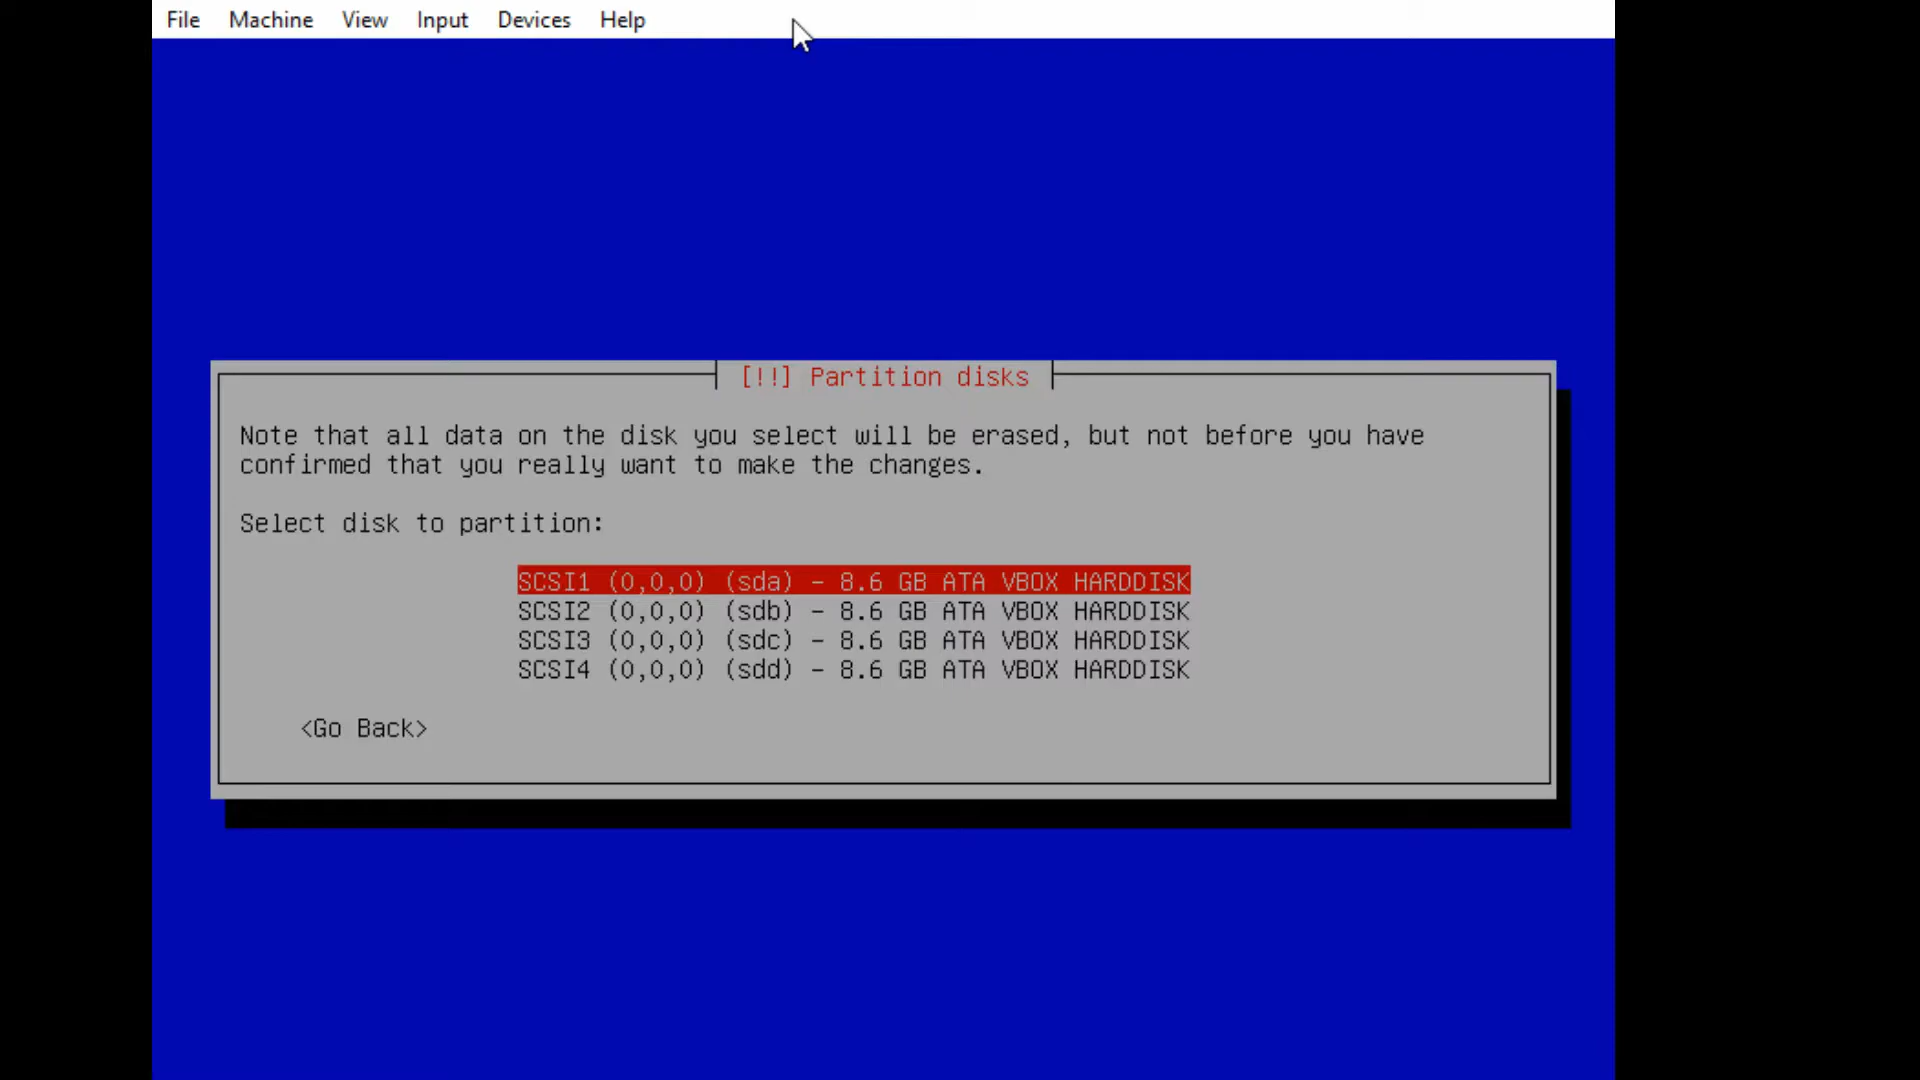 File Machine View Input Devices Help
[!!] Partition disks
Note that all data on the disk you select will be erased, but not before you have
confirmed that you really want to make the changes.
Select disk to partition:
SCSI1 (0,0,0) (sda) - 8.6 GB ATA VBOX HARDDISK
SCSI2 (0,0,0) (sdb) - 8.6 GB ATA VBOX HARDDISK
SCSI3 (0,0,0) (sdc) - 8.6 GB ATA VBOX HARDDISK
SCSI4 (0,0,0) (sdd) - 8.6 GB ATA VBOX HARDDISK
<Go Back>